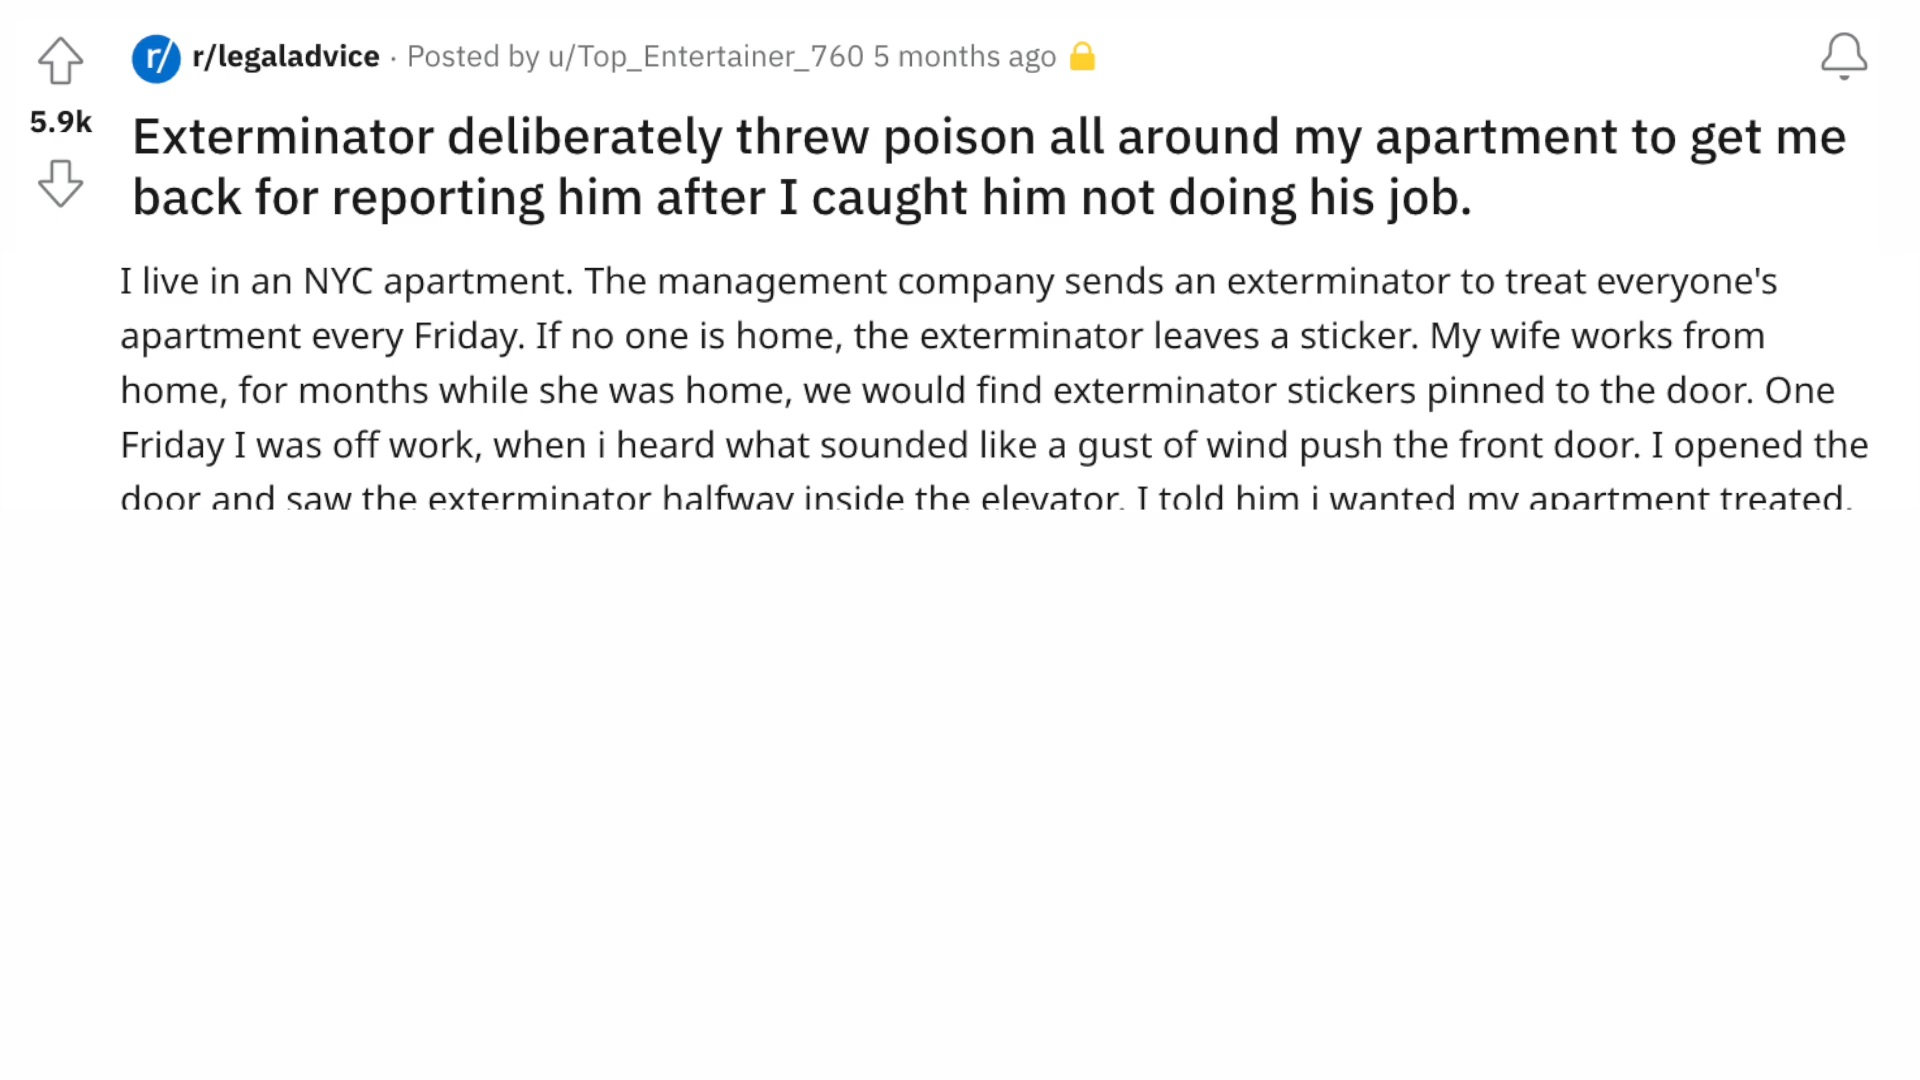 r/ r/legaladvice · Posted by u/Top_Entertainer_760 5 months ago
5.9k
Exterminator deliberately threw poison all around my apartment to get me
back for reporting him after I caught him not doing his job.
I live in an NYC apartment. The management company sends an exterminator to treat everyone's
apartment every Friday. If no one is home, the exterminator leaves a sticker. My wife works from
home, for months while she was home, we would find exterminator stickers pinned to the door. One
Friday I was off work, when i heard what sounded like a gust of wind push the front door. I opened the
door and saw the exterminator halfway inside the elevator. I told him i wanted my apartment treated.